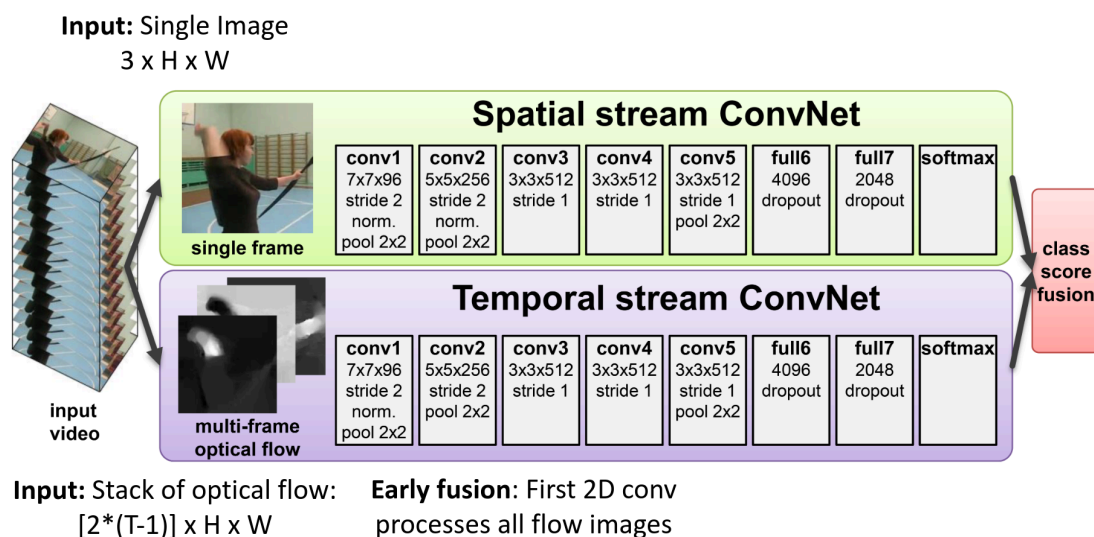 Input: Single Image
3 x H x W
Spatial stream ConvNet
conv1
7x7x96
stride 2
norm.
pool 2x2
conv2
5x5x256
stride 2
norm.
pool 2x2
conv3
3x3x512
stride 1
conv4
3x3x512
stride 1
conv5
3x3x512
stride 1
pool 2x2
full6
4096
dropout
full7
2048
dropout
softmax
single frame
Temporal stream ConvNet
conv1
7x7x96
stride 2
norm.
pool 2x2
conv2
5x5x256
stride 2
pool 2x2
conv3
3x3x512
stride 1
conv4
3x3x512
stride 1
conv5
3x3x512
stride 1
pool 2x2
full6
4096
dropout
full7
2048
dropout
softmax
multi-frame
optical flow
input
video
class
score
fusion
Input: Stack of optical flow:
[2*(T-1)] x H x W
Early fusion: First 2D conv
processes all flow images